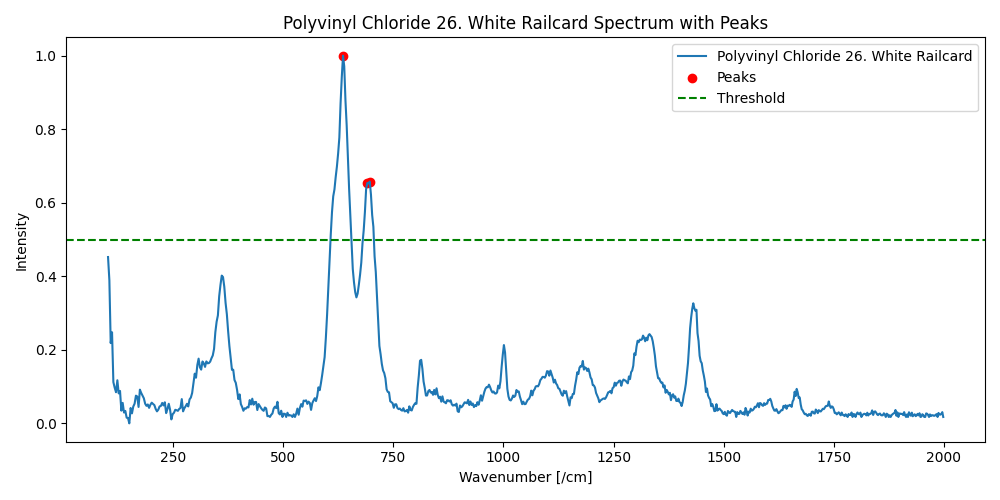 Polyvinyl Chloride 26. White Railcard Spectrum with Peaks
Polyvinyl Chloride 26. White Railcard
Peaks
Threshold
Intensity
1.0
0.8
0.6
0.4
0.2
0.0
250
500
750
1000
1250
1500
1750
2000
Wavenumber [/cm]